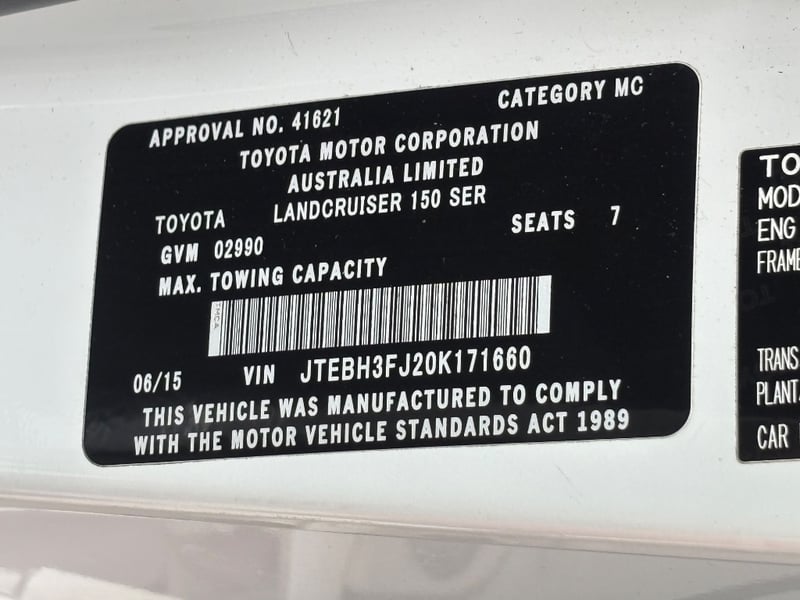 APPROVAL NO. 41621 CATEGORY MC
TOYOTA MOTOR CORPORATION
AUSTRALIA LIMITED
TOYOTA LANDCRUISER 150 SER
GVM 02990 SEATS 7
MAX. TOWING CAPACITY
TMCA
06/15 VIN JTEBH3FJ20K171660
THIS VEHICLE WAS MANUFACTURED TO COMPLY
WITH THE MOTOR VEHICLE STANDARDS ACT 1989
TO
MOD
ENG
FRAME
TRANS
PLANT
CAR